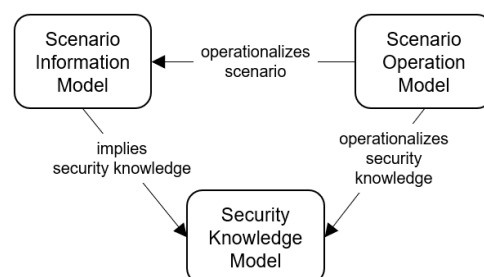 Scenario
Information
Model
operationalizes
scenario
Scenario
Operation
Model
implies
security knowledge
operationalizes
security
knowledge
Security
Knowledge
Model